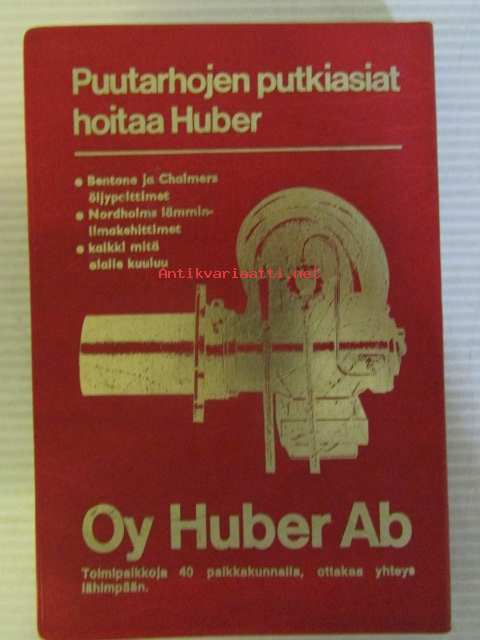 Puutarhojen putkiasiat
hoitaa Huber
• Bentone ja Chalmers
öljypolttimet
• Nordholms lämmin-
ilmakehittimet
• kaikki mitä
alalle kuuluu
Antikvariaatti.net
Oy Huber Ab
Toimipaikkoja 40 paikkakunnalla, ottakaa yhteys
lähimpään.